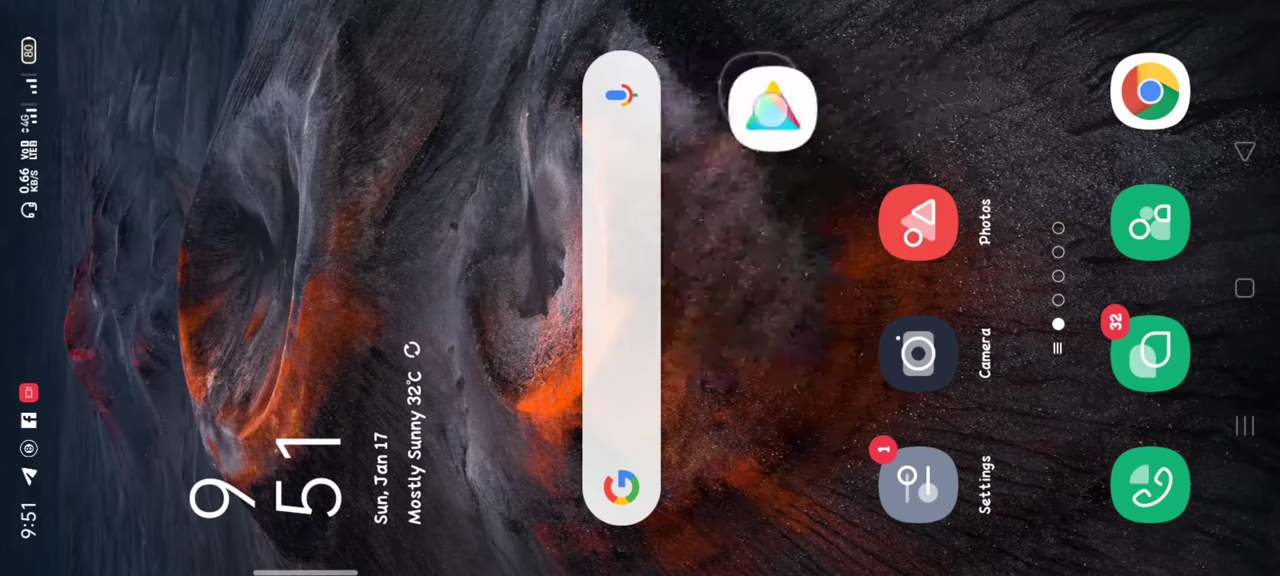 9:51
0.66 KB/S VoD LTE 4G 80
9
51
Sun, Jan 17
Mostly Sunny 32°C
G
1
Settings
Camera
Photos
32